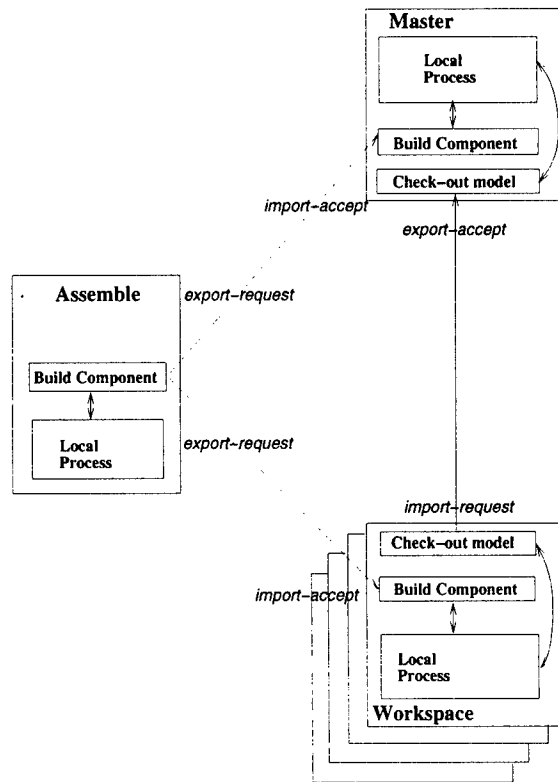 Master
Local
Process
Build Component
Check-out model
import-accept
export-accept
Assemble
export-request
Build Component
export-request
Local
Process
import-request
Check-out model
import-accept
Build Component
Local
Process
Workspace